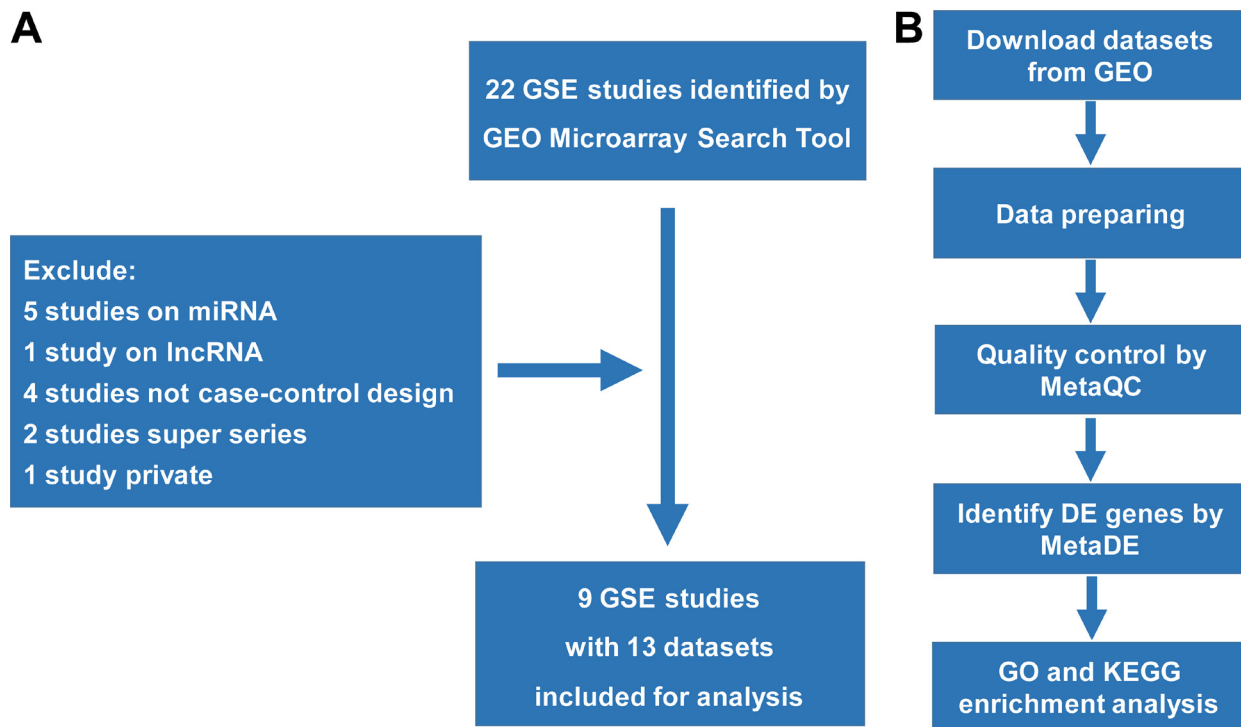 A
22 GSE studies identified by
GEO Microarray Search Tool
Exclude:
5 studies on miRNA
1 study on lncRNA
4 studies not case-control design
2 studies super series
1 study private
9 GSE studies
with 13 datasets
included for analysis
B
Download datasets
from GEO
Data preparing
Quality control by
MetaQC
Identify DE genes by
MetaDE
GO and KEGG
enrichment analysis